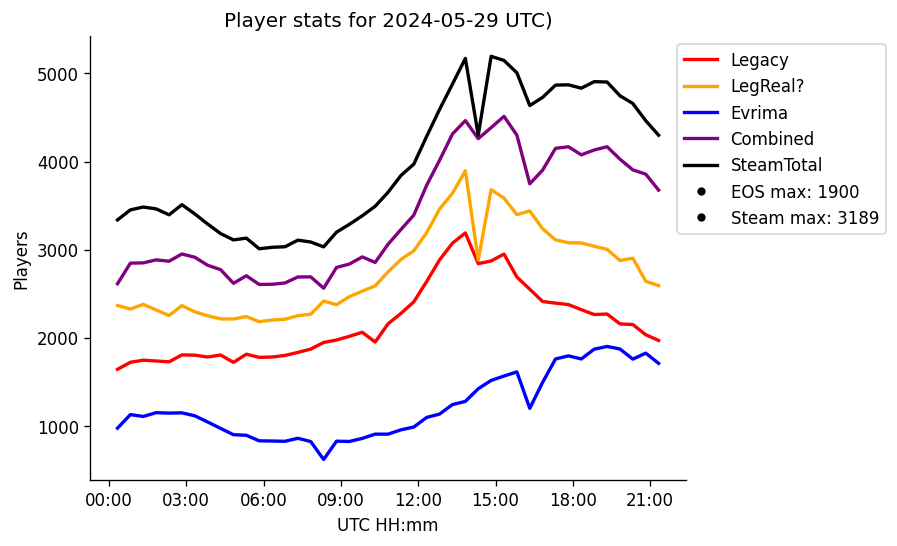 Player stats for 2024-05-29 UTC)
Legacy
LegReal?
Evrima
Combined
SteamTotal
EOS max: 1900
Steam max: 3189
5000
4000
3000
2000
1000
Players
00:00 03:00 06:00 09:00 12:00 15:00 18:00 21:00
UTC HH:mm